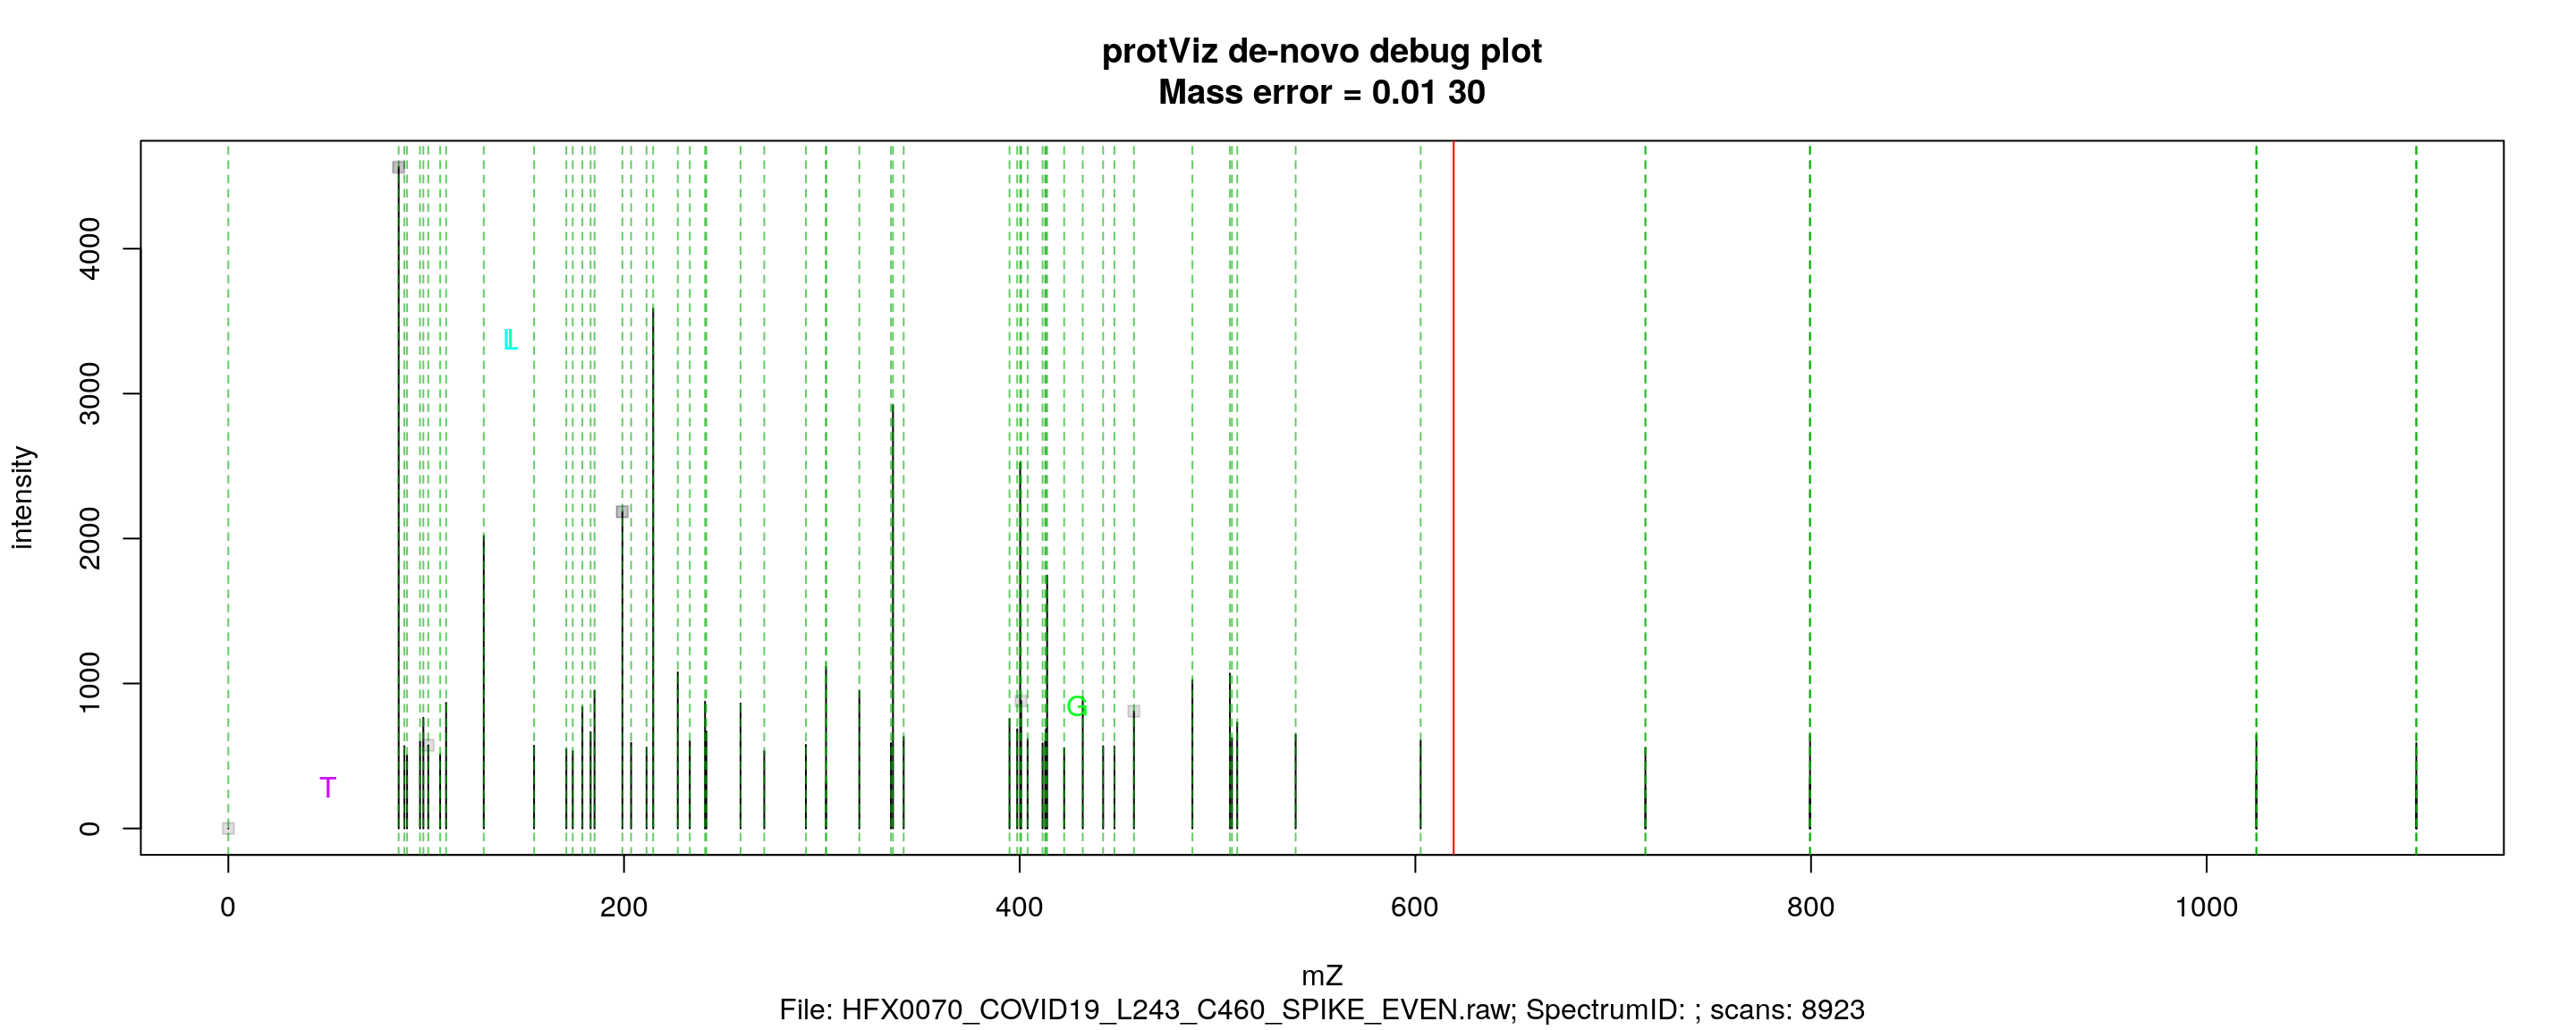 protViz de-novo debug plot
Mass error = 0.01 30
4000
3000
2000
1000
0
intensity
IL
G
T
0 200 400 600 800 1000
mZ
File: HFX0070_COVID19_L243_C460_SPIKE_EVEN.raw; SpectrumID: ; scans: 8923